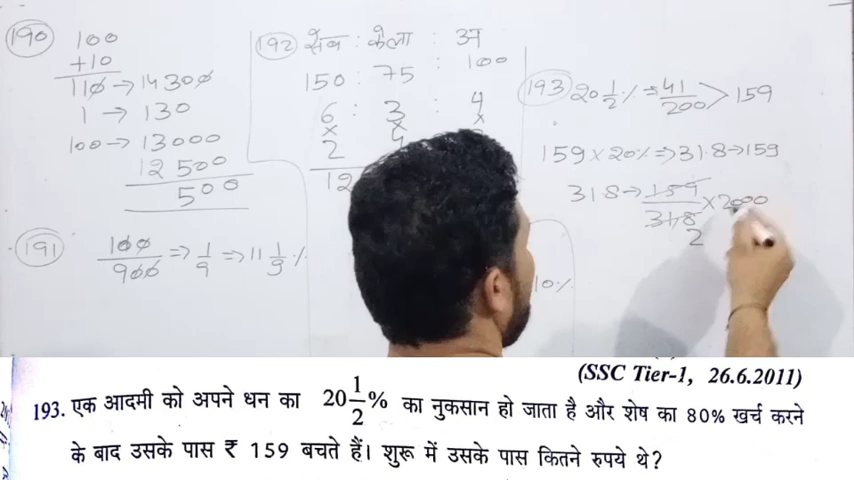 190
100
+10
110 → 14300
1 → 130
100 → 13000
12500
500
191
100/900 ⇒ 1/9 ⇒ 11 1/9 %
192 सेब : केला : अ
150 : 75 : 100
6 : 3 : 4
× × ×
2 4
12
10%
193 20 1/2 % ⇒ 41/200 > 159
159 × 20% ⇒ 31.8 → 159
318 → 159/31.8 × 2000
2
(SSC Tier-1, 26.6.2011)
193. एक आदमी को अपने धन का 20 1/2 % का नुकसान हो जाता है और शेष का 80% खर्च करने
के बाद उसके पास ₹ 159 बचते हैं। शुरू में उसके पास कितने रुपये थे?